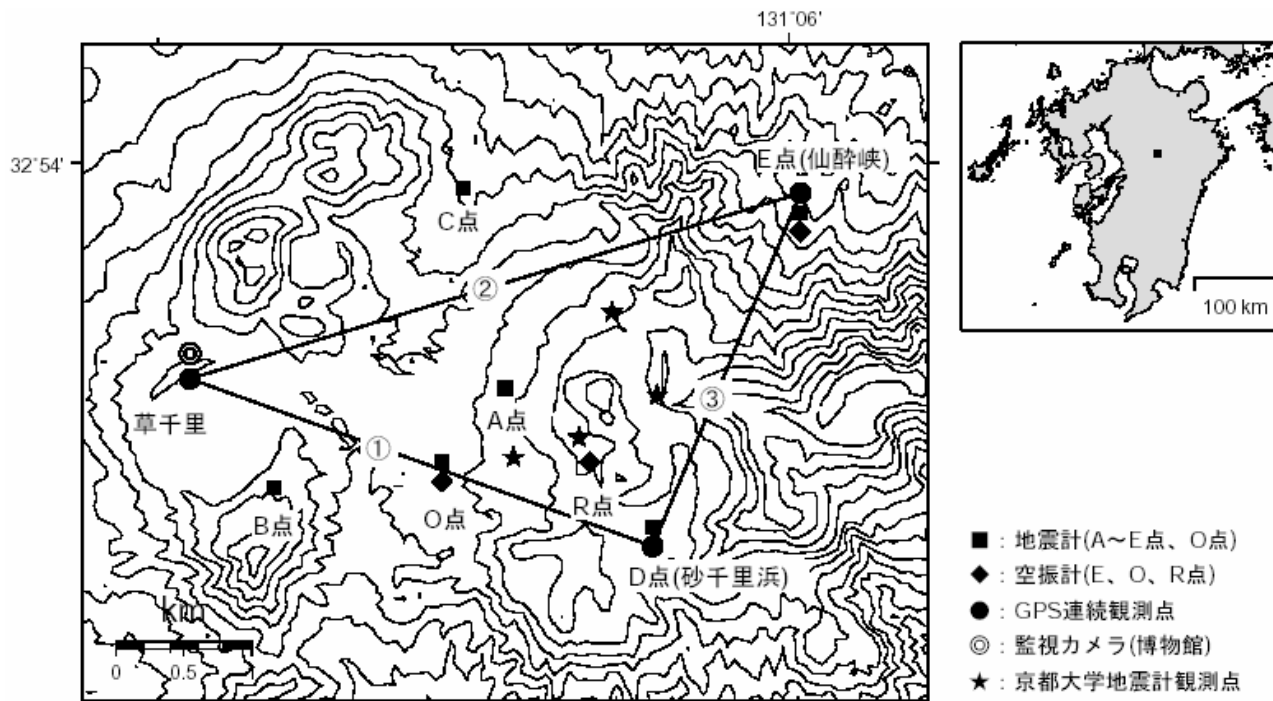 131°06'
32°54'
E点(仙酔峡)
C点
②
③
草千里
A点
①
R点
B点
O点
D点(砂千里浜)
km
0 0.5
100 km
■ : 地震計(A～E点、O点)
◆ : 空振計(E、O、R点)
● : GPS連続観測点
◎ : 監視カメラ(博物館)
★ : 京都大学地震計観測点